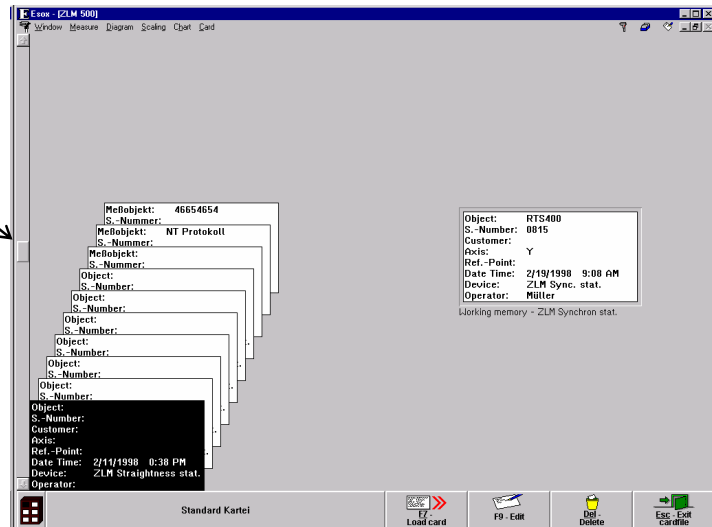 Esox - [ZLM 500]
Window Measure Diagram Scaling Chart Card
Meßobjekt: 46654654
S.-Nummer:
Meßobjekt: NT Protokoll
S.-Nummer:
Meßobjekt:
S.-Nummer:
Object:
S.-Number:
Object:
S.-Number:
Object:
S.-Number:
Object:
S.-Number:
Object:
S.-Number:
Object:
S.-Number:
Object:
S.-Number:
Customer:
Axis:
Ref.-Point:
Date Time: 2/11/1998 0:38 PM
Device: ZLM Straightness stat.
Operator:
Object: RTS400
S.-Number: 0815
Customer:
Axis: Y
Ref.-Point:
Date Time: 2/19/1998 9:08 AM
Device: ZLM Sync. stat.
Operator: Müller
Working memory - ZLM Synchron stat.
Standard Kartei
F7 -
Load card
F9 - Edit
Del -
Delete
Esc - Exit
cardfile